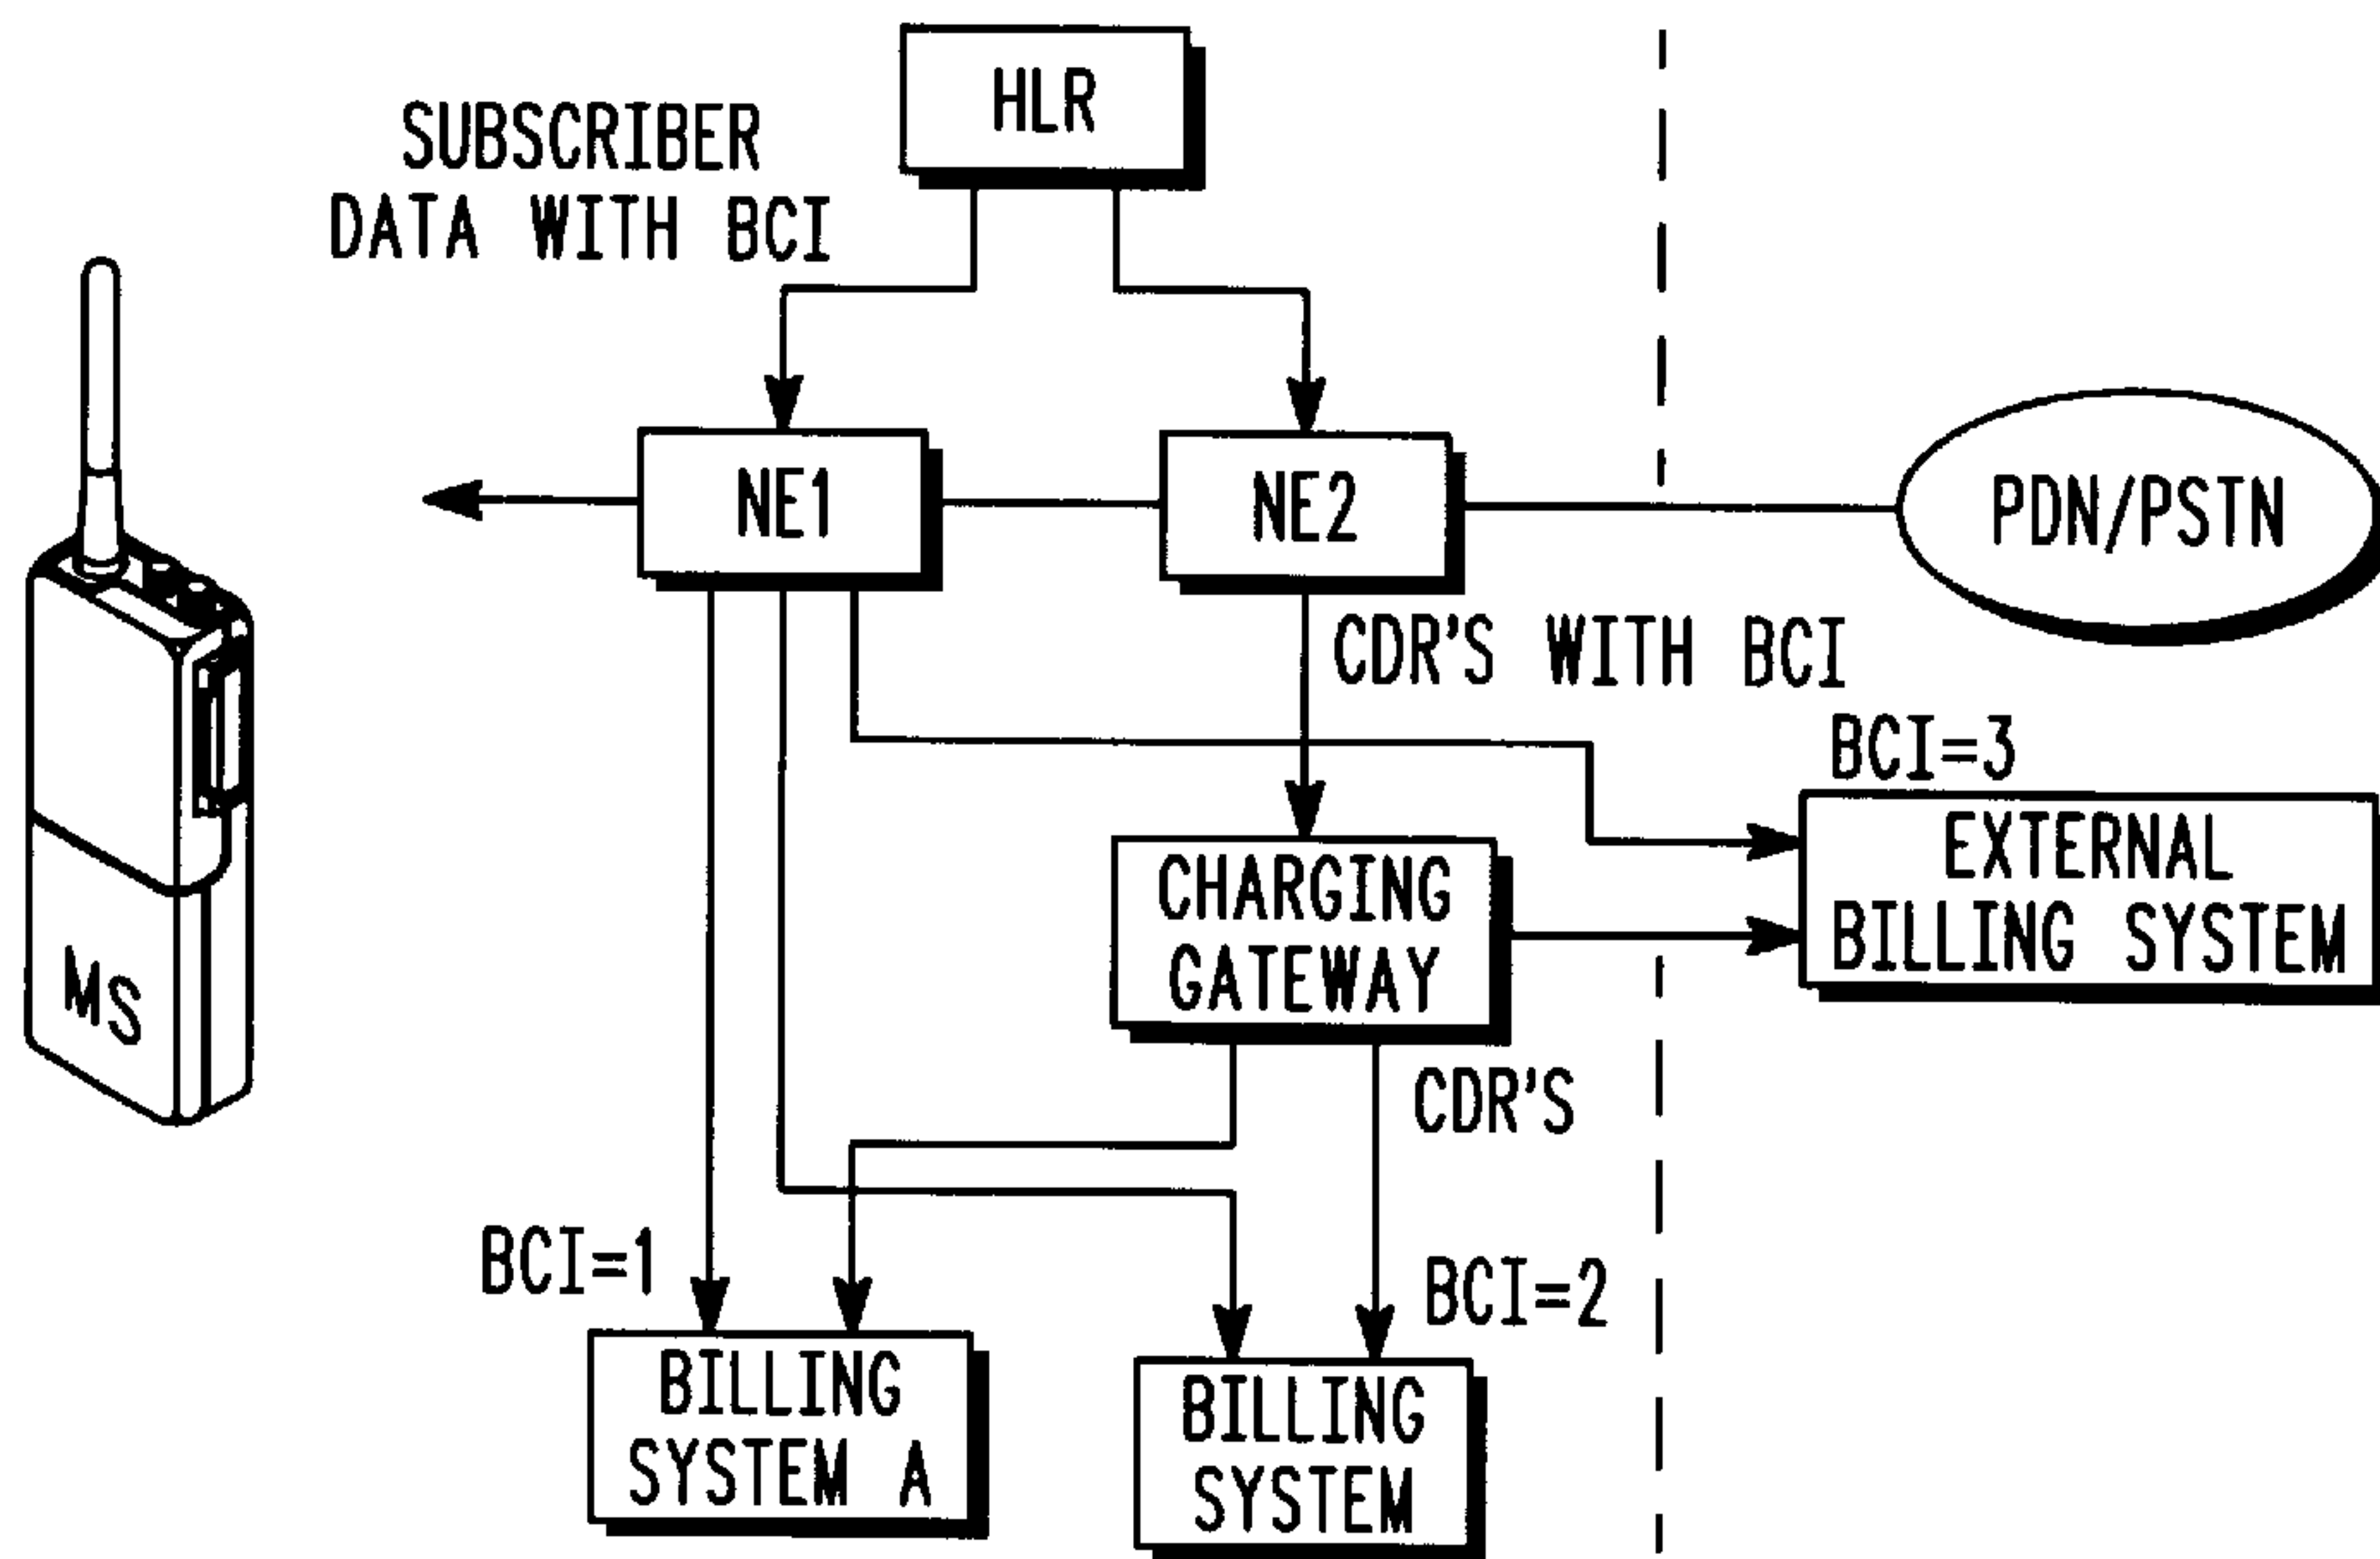 HLR
SUBSCRIBER
DATA WITH BCI
NE1
NE2
PDN/PSTN
CDR'S WITH BCI
BCI=3
EXTERNAL
BILLING SYSTEM
CHARGING
GATEWAY
MS
CDR'S
BCI=1
BCI=2
BILLING
SYSTEM A
BILLING
SYSTEM